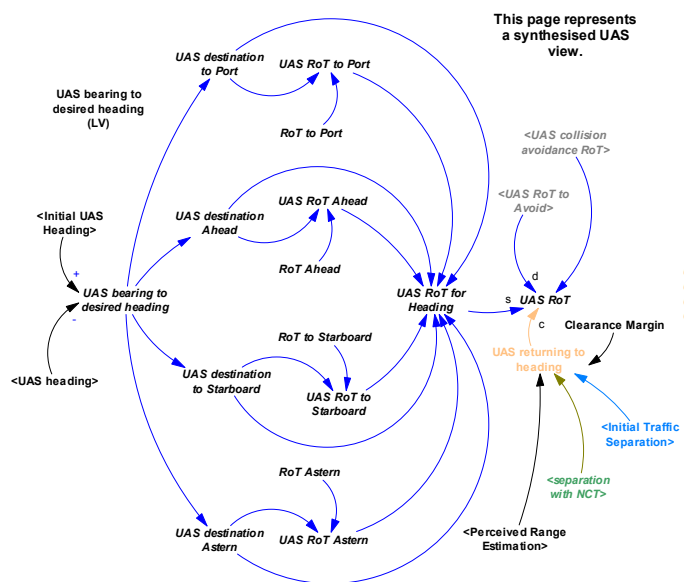 This page represents
a synthesised UAS
view.
UAS destination
to Port
UAS RoT to Port
UAS bearing to
desired heading
(LV)
RoT to Port
<UAS collision
avoidance RoT>
<UAS RoT to
Avoid>
<Initial UAS
Heading>
UAS destination
Ahead
UAS RoT Ahead
RoT Ahead
+
UAS bearing to
desired heading
-
UAS RoT for
Heading
d
s
UAS RoT
c
Clearance Margin
RoT to Starboard
UAS returning to
heading
<UAS heading>
UAS destination
to Starboard
UAS RoT to
Starboard
<Initial Traffic
Separation>
RoT Astern
<separation
with NCT>
UAS destination
Astern
UAS RoT Astern
<Perceived Range
Estimation>